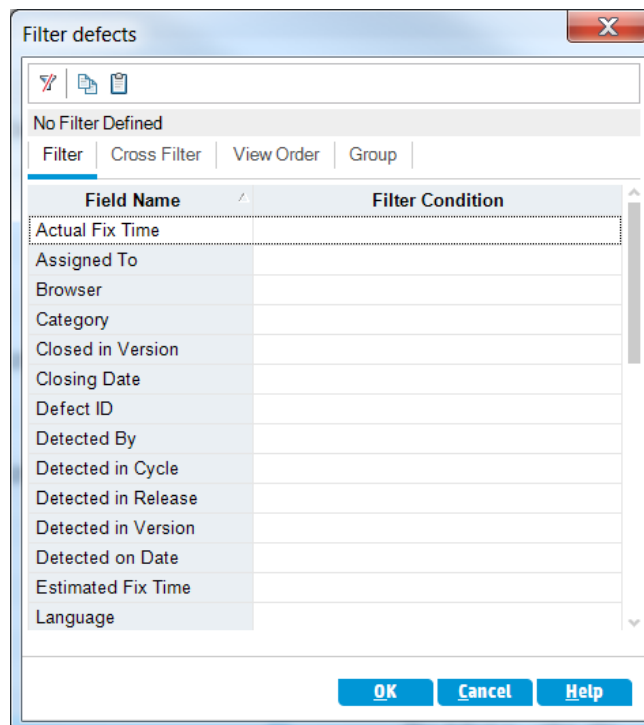 Filter defects
No Filter Defined
Filter Cross Filter View Order Group
Field Name Filter Condition
Actual Fix Time
Assigned To
Browser
Category
Closed in Version
Closing Date
Defect ID
Detected By
Detected in Cycle
Detected in Release
Detected in Version
Detected on Date
Estimated Fix Time
Language
OK Cancel Help